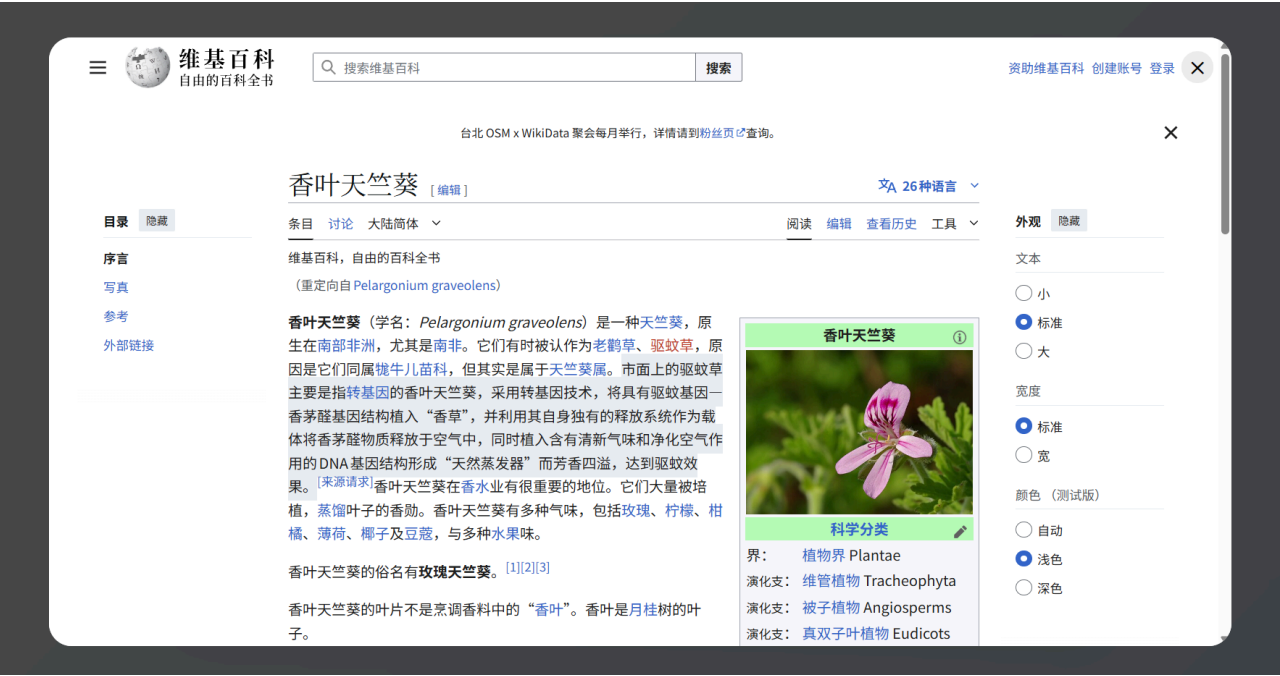 维基百科
自由的百科全书
搜索维基百科
搜索
资助维基百科 创建账号 登录
台北 OSM x WikiData 聚会每月举行，详情请到粉丝页查询。
香叶天竺葵 [编辑]
26种语言
目录 隐藏
序言
写真
参考
外部链接
条目 讨论 大陆简体
阅读 编辑 查看历史 工具
维基百科，自由的百科全书
（重定向自Pelargonium graveolens）
香叶天竺葵（学名：Pelargonium graveolens）是一种天竺葵，原
生在南部非洲，尤其是南非。它们有时被认作为老鹳草、驱蚊草，原
因是它们同属牻牛儿苗科，但其实是属于天竺葵属。市面上的驱蚊草
主要是指转基因的香叶天竺葵，采用转基因技术，将具有驱蚊基因一
香茅醛基因结构植入“香草”，并利用其自身独有的释放系统作为载
体将香茅醛物质释放于空气中，同时植入含有清新气味和净化空气作
用的DNA基因结构形成“天然蒸发器”而芳香四溢，达到驱蚊效
果。[来源请求]香叶天竺葵在香水业有很重要的地位。它们大量被培
植，蒸馏叶子的香勋。香叶天竺葵有多种气味，包括玫瑰、柠檬、柑
橘、薄荷、椰子及豆蔻，与多种水果味。
香叶天竺葵的俗名有玫瑰天竺葵。[1][2][3]
香叶天竺葵的叶片不是烹调香料中的“香叶”。香叶是月桂树的叶
子。
香叶天竺葵
科学分类
界： 植物界 Plantae
演化支： 维管植物 Tracheophyta
演化支： 被子植物 Angiosperms
演化支： 真双子叶植物 Eudicots
外观 隐藏
文本
小
标准
大
宽度
标准
宽
颜色 （测试版）
自动
浅色
深色